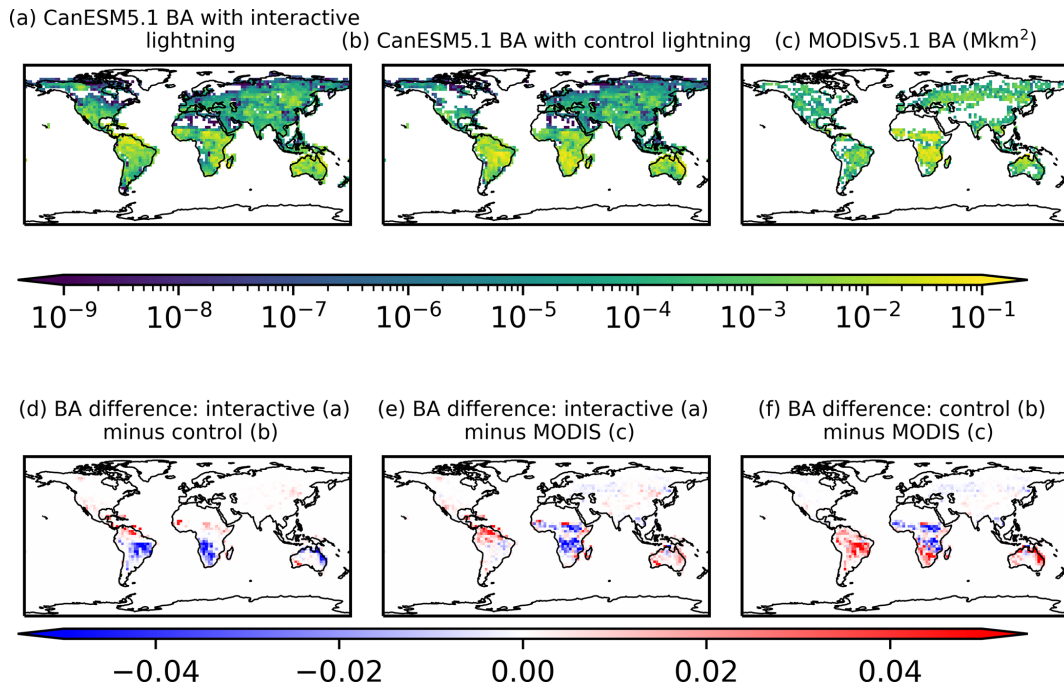 (a) CanESM5.1 BA with interactive
lightning
(b) CanESM5.1 BA with control lightning
(c) MODISv5.1 BA (Mkm²)
10⁻⁹ 10⁻⁸ 10⁻⁷ 10⁻⁶ 10⁻⁵ 10⁻⁴ 10⁻³ 10⁻² 10⁻¹
(d) BA difference: interactive (a)
minus control (b)
(e) BA difference: interactive (a)
minus MODIS (c)
(f) BA difference: control (b)
minus MODIS (c)
−0.04 −0.02 0.00 0.02 0.04